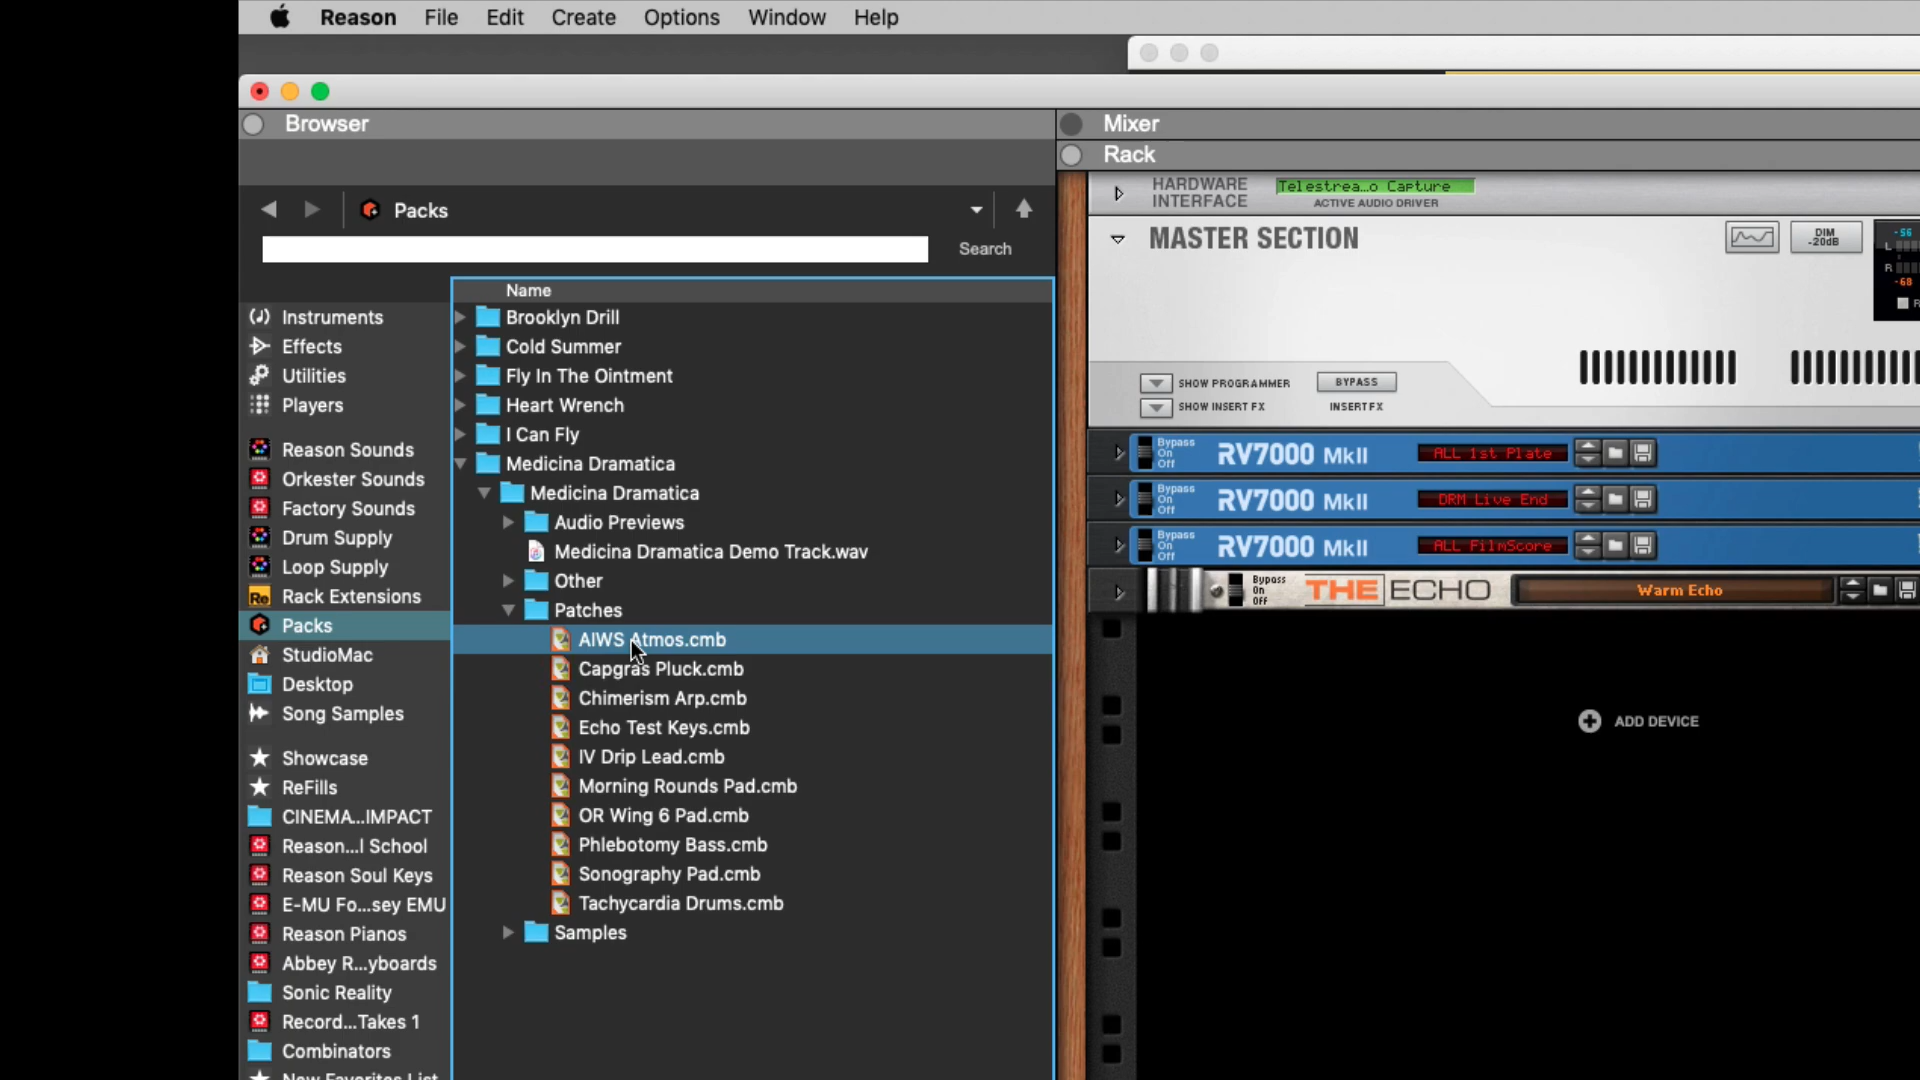 Reason File Edit Create Options Window Help
Browser
Packs
Search
Name
Instruments
Effects
Utilities
Players
Reason Sounds
Orkester Sounds
Factory Sounds
Drum Supply
Loop Supply
Rack Extensions
Packs
StudioMac
Desktop
Song Samples
Showcase
ReFills
CINEMA...IMPACT
Reason...l School
Reason Soul Keys
E-MU Fo...sey EMU
Reason Pianos
Abbey R...yboards
Sonic Reality
Record...Takes 1
Combinators
New Favorites List
Brooklyn Drill
Cold Summer
Fly In The Ointment
Heart Wrench
I Can Fly
Medicina Dramatica
Medicina Dramatica
Audio Previews
Medicina Dramatica Demo Track.wav
Other
Patches
AIWS Atmos.cmb
Capgras Pluck.cmb
Chimerism Arp.cmb
Echo Test Keys.cmb
IV Drip Lead.cmb
Morning Rounds Pad.cmb
OR Wing 6 Pad.cmb
Phlebotomy Bass.cmb
Sonography Pad.cmb
Tachycardia Drums.cmb
Samples
Mixer
Rack
HARDWARE
INTERFACE
Telestrea…o Capture
ACTIVE AUDIO DRIVER
MASTER SECTION
DIM
-20dB
-56
L
R
-68
SHOW PROGRAMMER
BYPASS
SHOW INSERT FX
INSERT FX
Bypass
On
Off
RV7000 MkII
ALL 1st Plate
Bypass
On
Off
RV7000 MkII
DRM Live End
Bypass
On
Off
RV7000 MkII
ALL FilmScore
Bypass
On
Off
THE ECHO
Warm Echo
ADD DEVICE